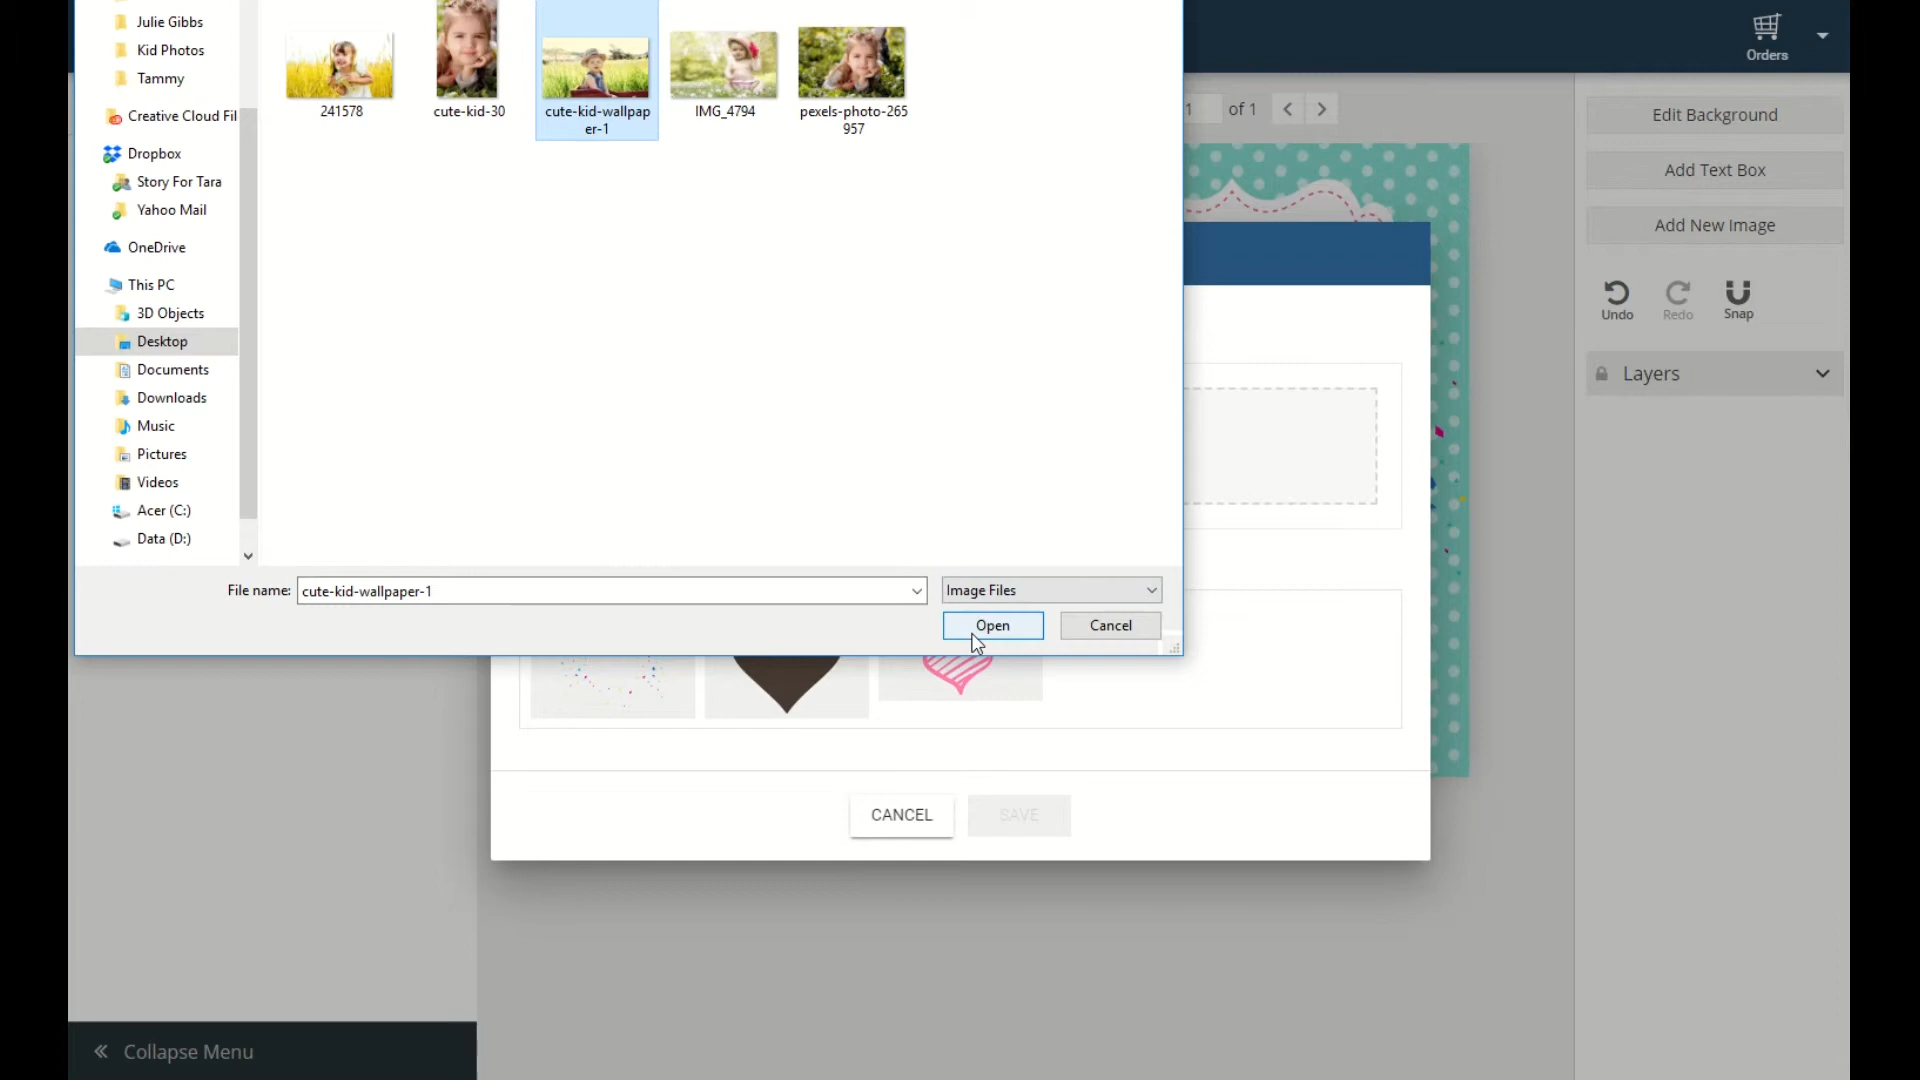 Julie Gibbs
Kid Photos
Tammy
Creative Cloud Fil
Dropbox
Story For Tara
Yahoo Mail
OneDrive
This PC
3D Objects
Desktop
Documents
Downloads
Music
Pictures
Videos
Acer (C:)
Data (D:)
241578
cute-kid-30
cute-kid-wallpap
er-1
IMG_4794
pexels-photo-265
957
File name: cute-kid-wallpaper-1
Image Files
Open
Cancel
1 of 1
Orders
Edit Background
Add Text Box
Add New Image
Undo
Redo
Snap
Layers
CANCEL
SAVE
Collapse Menu